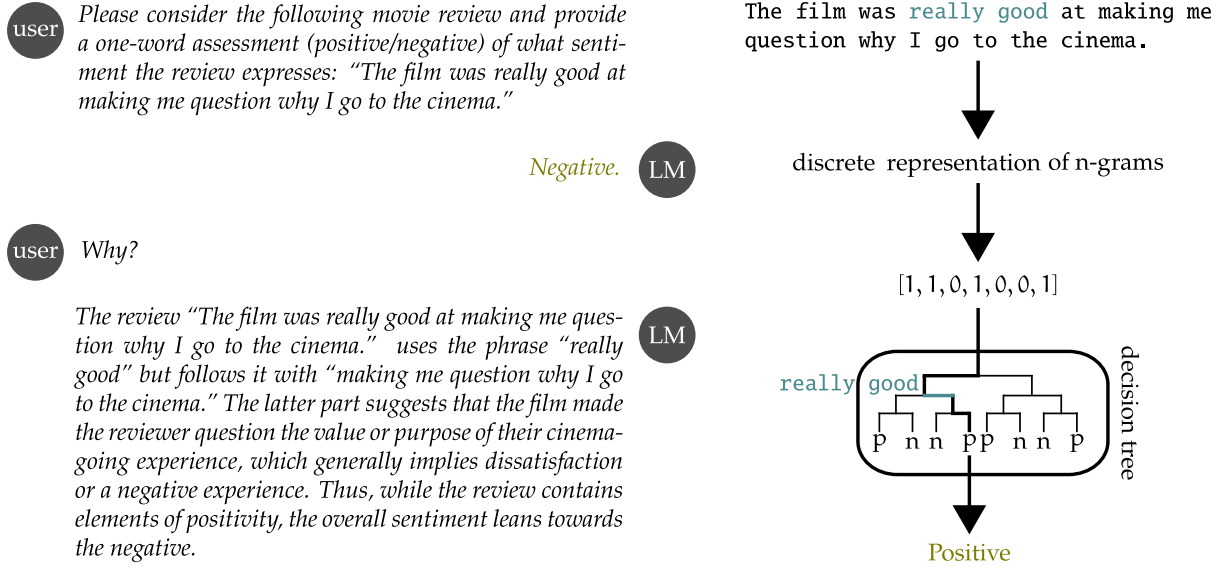 user
Please consider the following movie review and provide
a one-word assessment (positive/negative) of what senti-
ment the review expresses: “The film was really good at
making me question why I go to the cinema.”
Negative.
LM
user
Why?
The review “The film was really good at making me ques-
tion why I go to the cinema.” uses the phrase “really
good” but follows it with “making me question why I go
to the cinema.” The latter part suggests that the film made
the reviewer question the value or purpose of their cinema-
going experience, which generally implies dissatisfaction
or a negative experience. Thus, while the review contains
elements of positivity, the overall sentiment leans towards
the negative.
LM
The film was really good at making me
question why I go to the cinema.
discrete representation of n-grams
[1, 1, 0, 1, 0, 0, 1]
really good
p n n p p n n p
decision tree
Positive